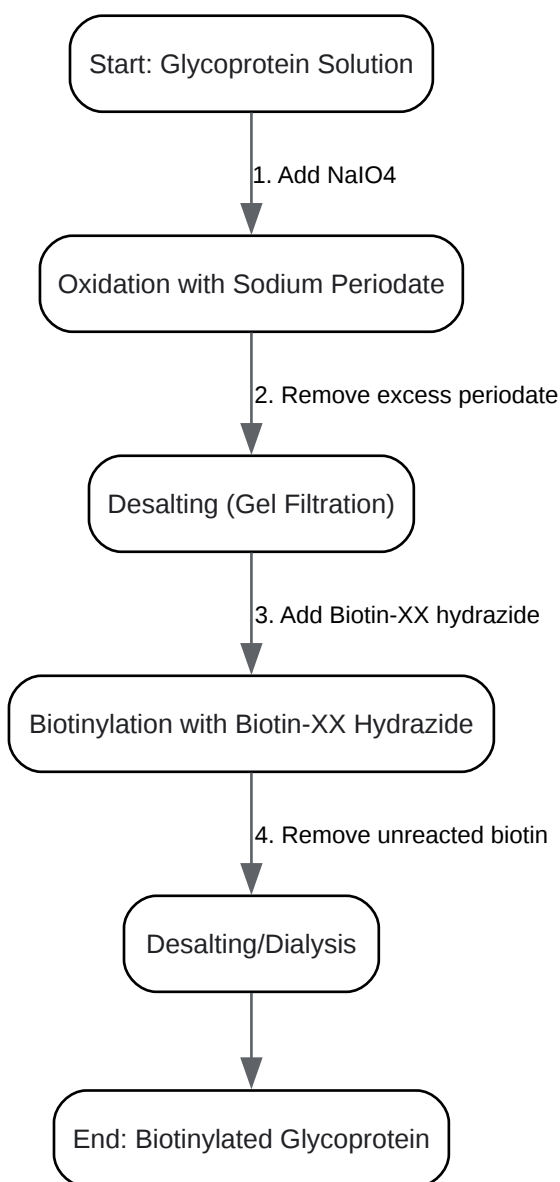 Start: Glycoprotein Solution
1. Add NaIO4
Oxidation with Sodium Periodate
2. Remove excess periodate
Desalting (Gel Filtration)
3. Add Biotin-XX hydrazide
Biotinylation with Biotin-XX Hydrazide
4. Remove unreacted biotin
Desalting/Dialysis
End: Biotinylated Glycoprotein